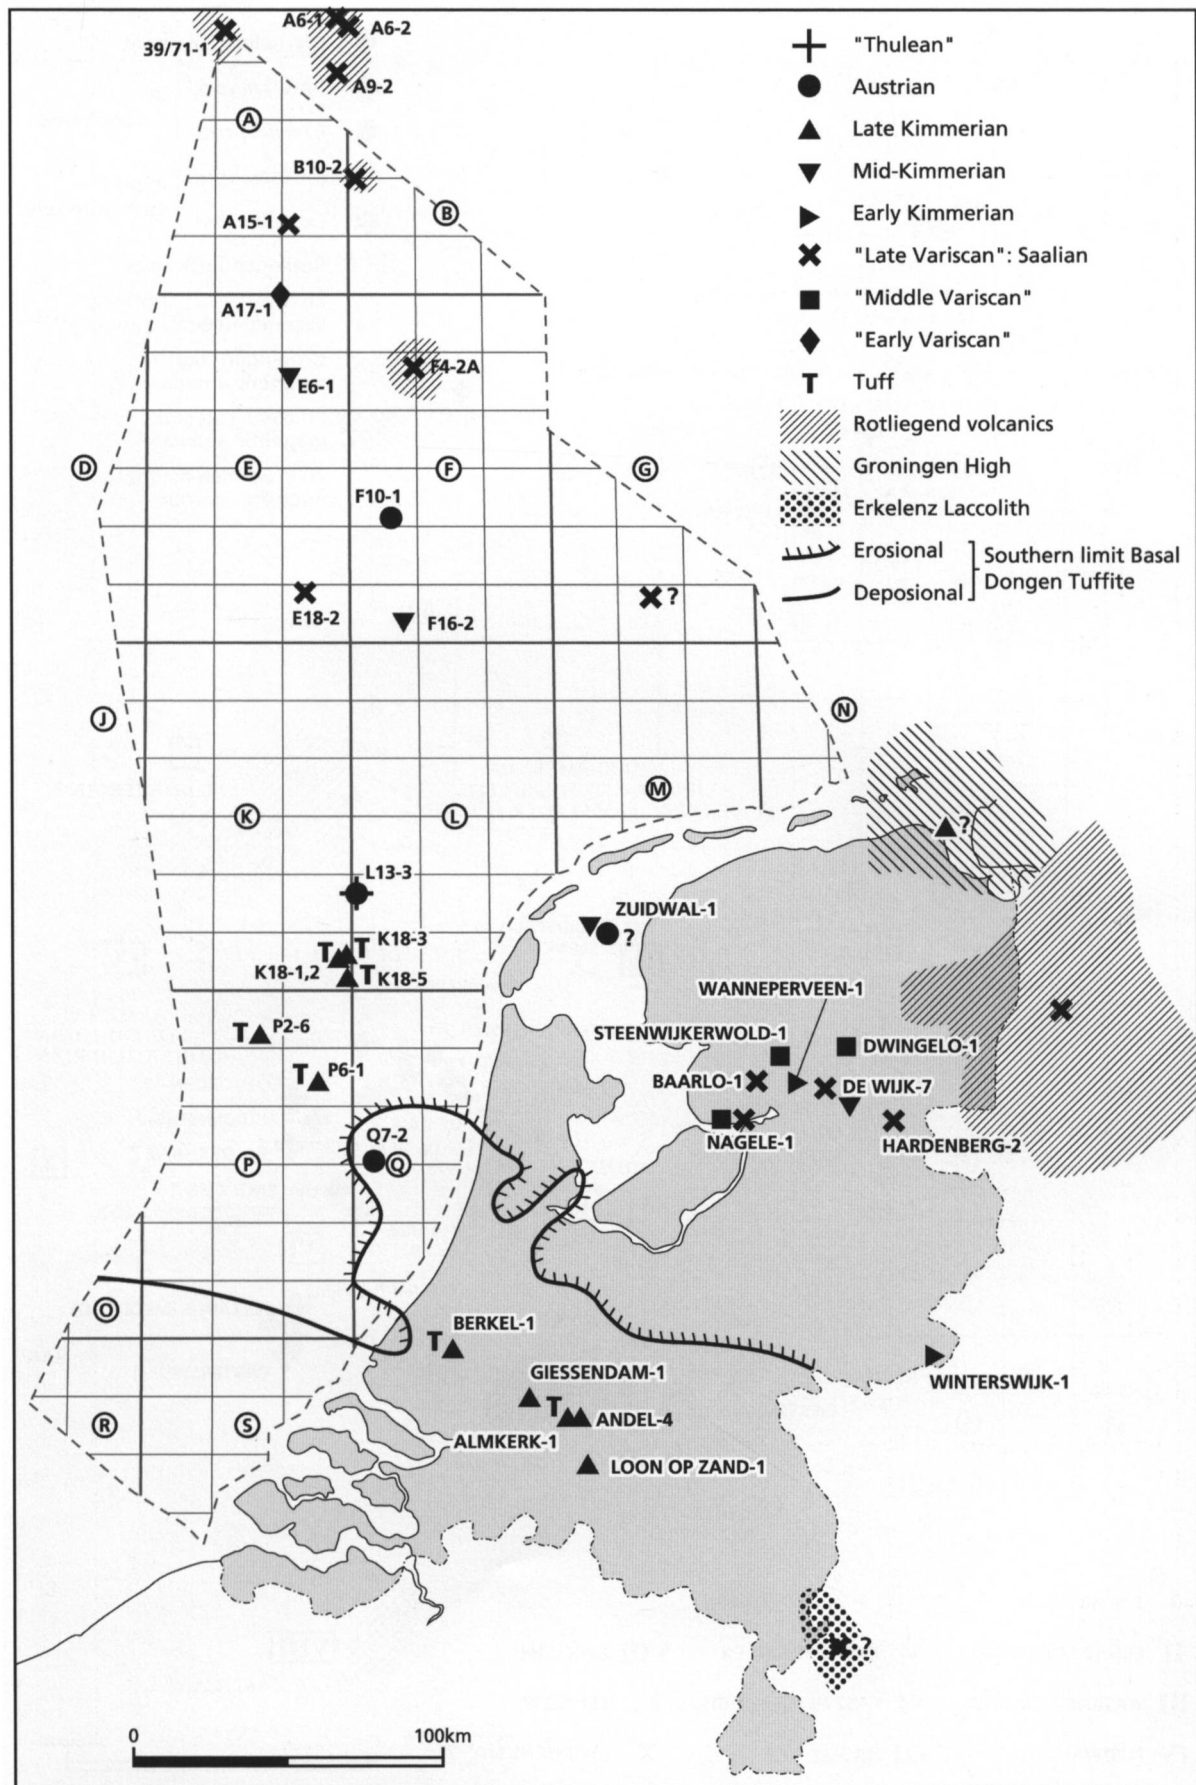 A6-1
A6-2
39/71-1
A9-2
A
B10-2
B
A15-1
A17-1
F4-2A
E6-1
D
E
F
G
F10-1
E18-2
F16-2
?
J
N
M
K
L
?
L13-3
ZUIDWAL-1
?
T T K18-3
K18-1,2 T K18-5
WANNEPERVEEN-1
T P2-6
STEENWIJKERWOLD-1
DWINGELO-1
T P6-1
BAARLO-1
DE WIJK-7
NAGELE-1
HARDENBERG-2
Q7-2
P
Q
O
T BERKEL-1
GIESSENDAM-1
WINTERSWIJK-1
T ANDEL-4
R
S
ALMKERK-1
LOON OP ZAND-1
?
0 100km
"Thulean"
Austrian
Late Kimmerian
Mid-Kimmerian
Early Kimmerian
"Late Variscan": Saalian
"Middle Variscan"
"Early Variscan"
T Tuff
Rotliegend volcanics
Groningen High
Erkelenz Laccolith
Erosional
Deposional
Southern limit Basal
Dongen Tuffite